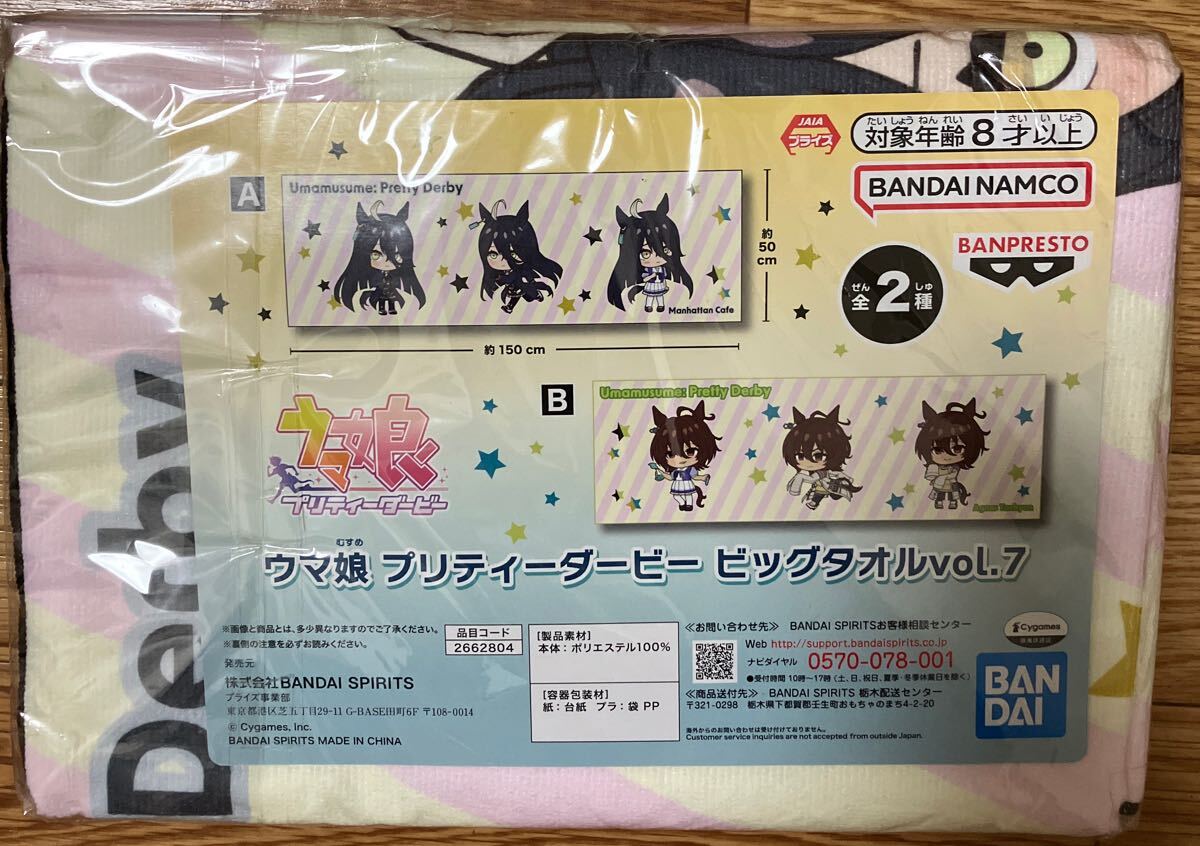 JAIA
プライズ
たいしょうねんれい さいいじょう
対象年齢 8 才以上
BANDAI NAMCO
BANPRESTO
ぜん しゅ
全2種
A
Umamusume: Pretty Derby
Manhattan Cafe
約
50
cm
約 150 cm
B
Umamusume: Pretty Derby
Agnes Tachyon
ウマ娘
プリティーダービー
むすめ
ウマ娘 プリティーダービー ビッグタオルvol.7
※画像と商品とは、多少異なりますのでご了承ください。
※裏側の注意を必ずお読みください。
品目コード
2662804
発売元
株式会社BANDAI SPIRITS
プライズ事業部
東京都港区芝五丁目29-11 G-BASE田町6F 〒108-0014
© Cygames, Inc.
BANDAI SPIRITS MADE IN CHINA
[製品素材]
本体：ポリエステル100%
[容器包装材]
紙：台紙 プラ：袋 PP
≪お問い合わせ先≫ BANDAI SPIRITSお客様相談センター
Web http://support.bandaispirits.co.jp
ナビダイヤル 0570-078-001
●受付時間 10時～17時（土、日、祝日、夏季・冬季休業日を除く）
≪商品送付先≫ BANDAI SPIRITS 栃木配送センター
〒321-0298 栃木県下都賀郡壬生町おもちゃのまち4-2-20
海外からのお問い合わせは受け付けておりません。
Customer service inquiries are not accepted from outside Japan.
Cygames
BAN
DAI
Derby